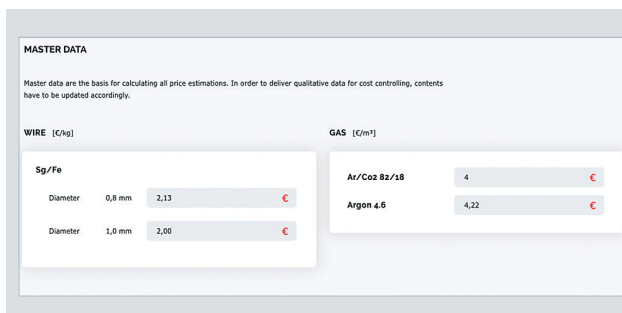 MASTER DATA
Master data are the basis for calculating all price estimations. In order to deliver qualitative data for cost controlling, contents
have to be updated accordingly.
WIRE [€/kg]
Sg/Fe
Diameter 0,8 mm 2,13 €
Diameter 1,0 mm 2,00 €
GAS [€/m³]
Ar/Co2 82/18 4 €
Argon 4.6 4,22 €